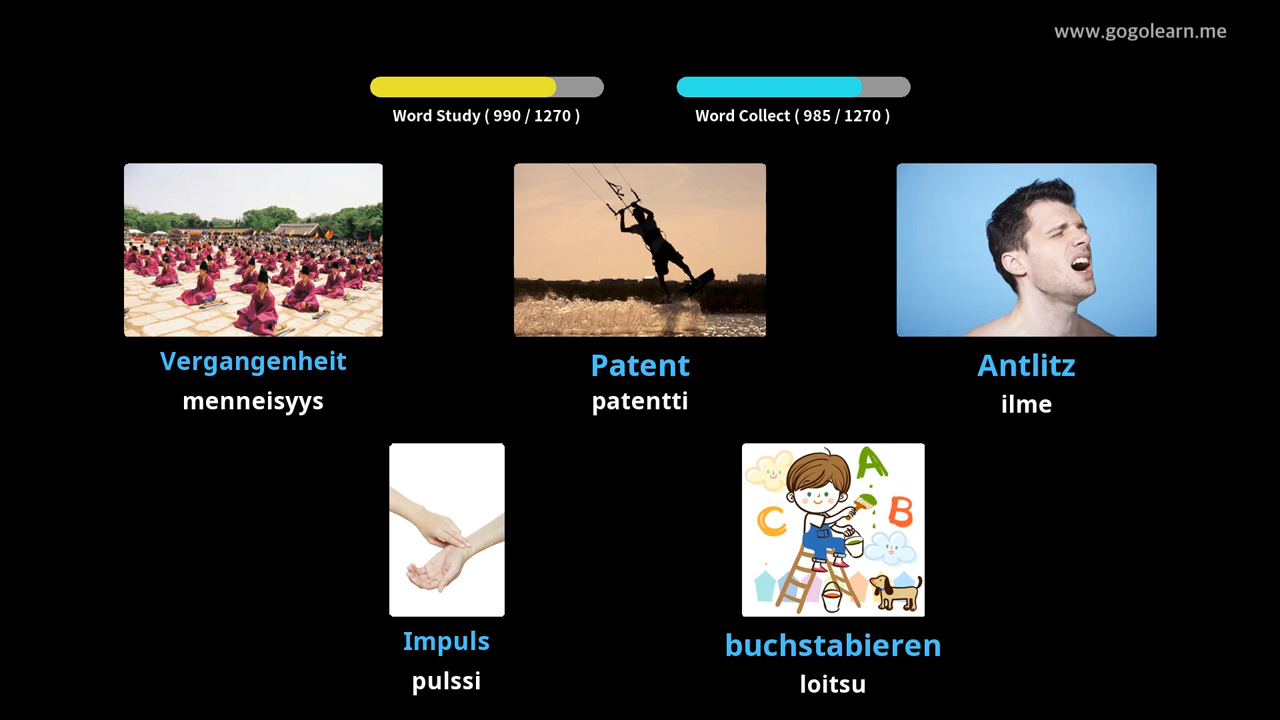 www.gogolearn.me
Word Study ( 990 / 1270 )
Word Collect ( 985 / 1270 )
Vergangenheit
menneisyys
Patent
patentti
Antlitz
ilme
A
B
C
Impuls
pulssi
buchstabieren
loitsu